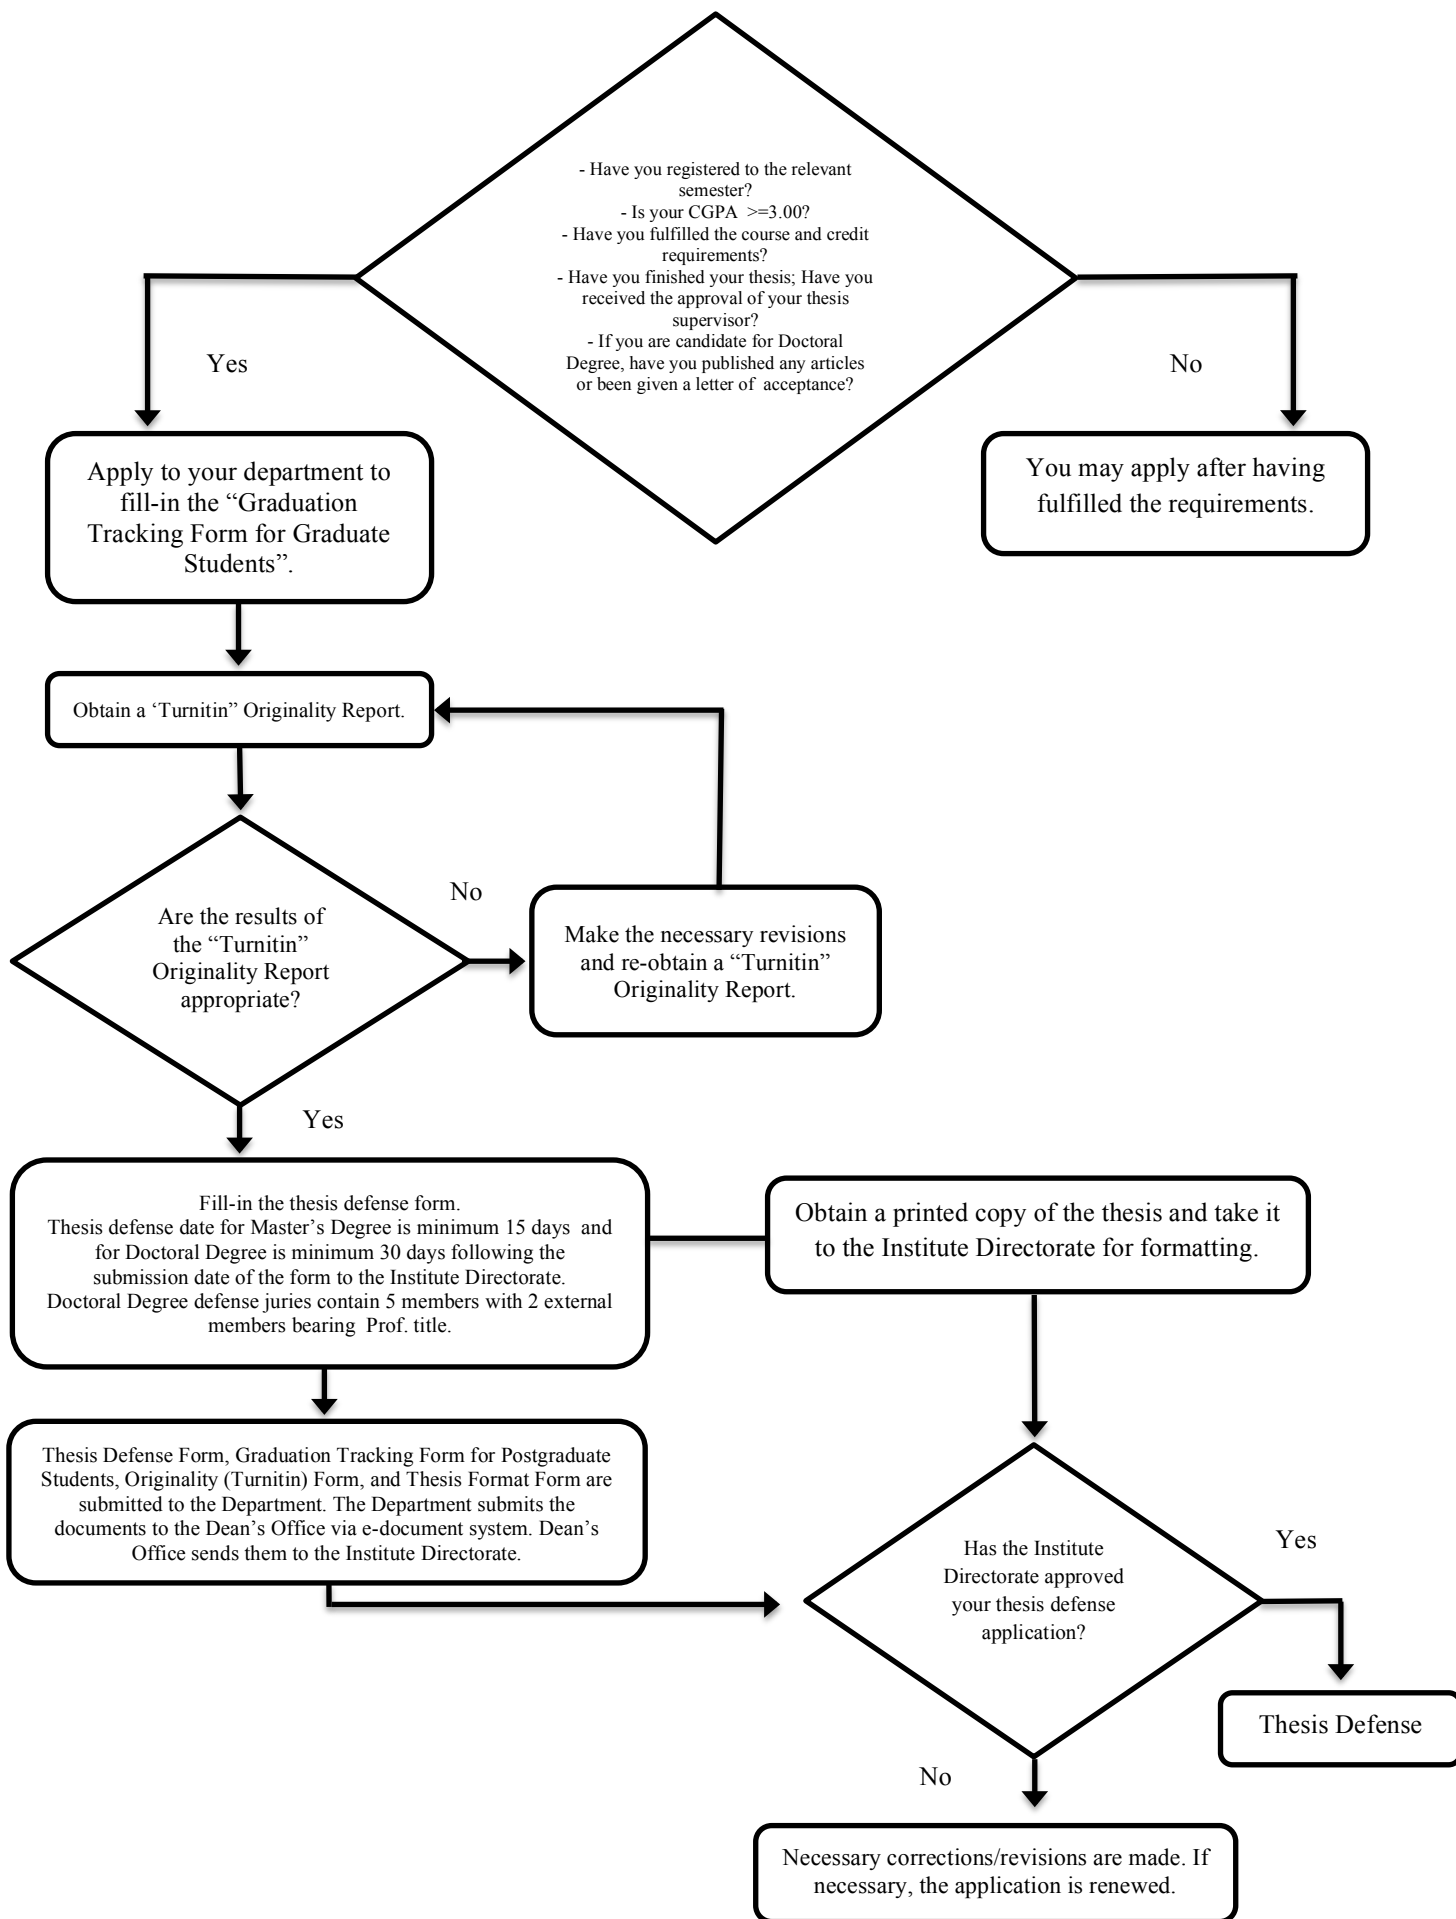 - Have you registered to the relevant
semester?
- Is your CGPA >=3.00?
- Have you fulfilled the course and credit
requirements?
- Have you finished your thesis; Have you
received the approval of your thesis
supervisor?
- If you are candidate for Doctoral
Degree, have you published any articles
or been given a letter of acceptance?
Yes
No
Apply to your department to
fill-in the “Graduation
Tracking Form for Graduate
Students”.
You may apply after having
fulfilled the requirements.
Obtain a ‘Turnitin” Originality Report.
Are the results of
the “Turnitin”
Originality Report
appropriate?
No
Make the necessary revisions
and re-obtain a “Turnitin”
Originality Report.
Yes
Fill-in the thesis defense form.
Thesis defense date for Master’s Degree is minimum 15 days and
for Doctoral Degree is minimum 30 days following the
submission date of the form to the Institute Directorate.
Doctoral Degree defense juries contain 5 members with 2 external
members bearing Prof. title.
Obtain a printed copy of the thesis and take it
to the Institute Directorate for formatting.
Thesis Defense Form, Graduation Tracking Form for Postgraduate
Students, Originality (Turnitin) Form, and Thesis Format Form are
submitted to the Department. The Department submits the
documents to the Dean’s Office via e-document system. Dean’s
Office sends them to the Institute Directorate.
Has the Institute
Directorate approved
your thesis defense
application?
Yes
Thesis Defense
No
Necessary corrections/revisions are made. If
necessary, the application is renewed.